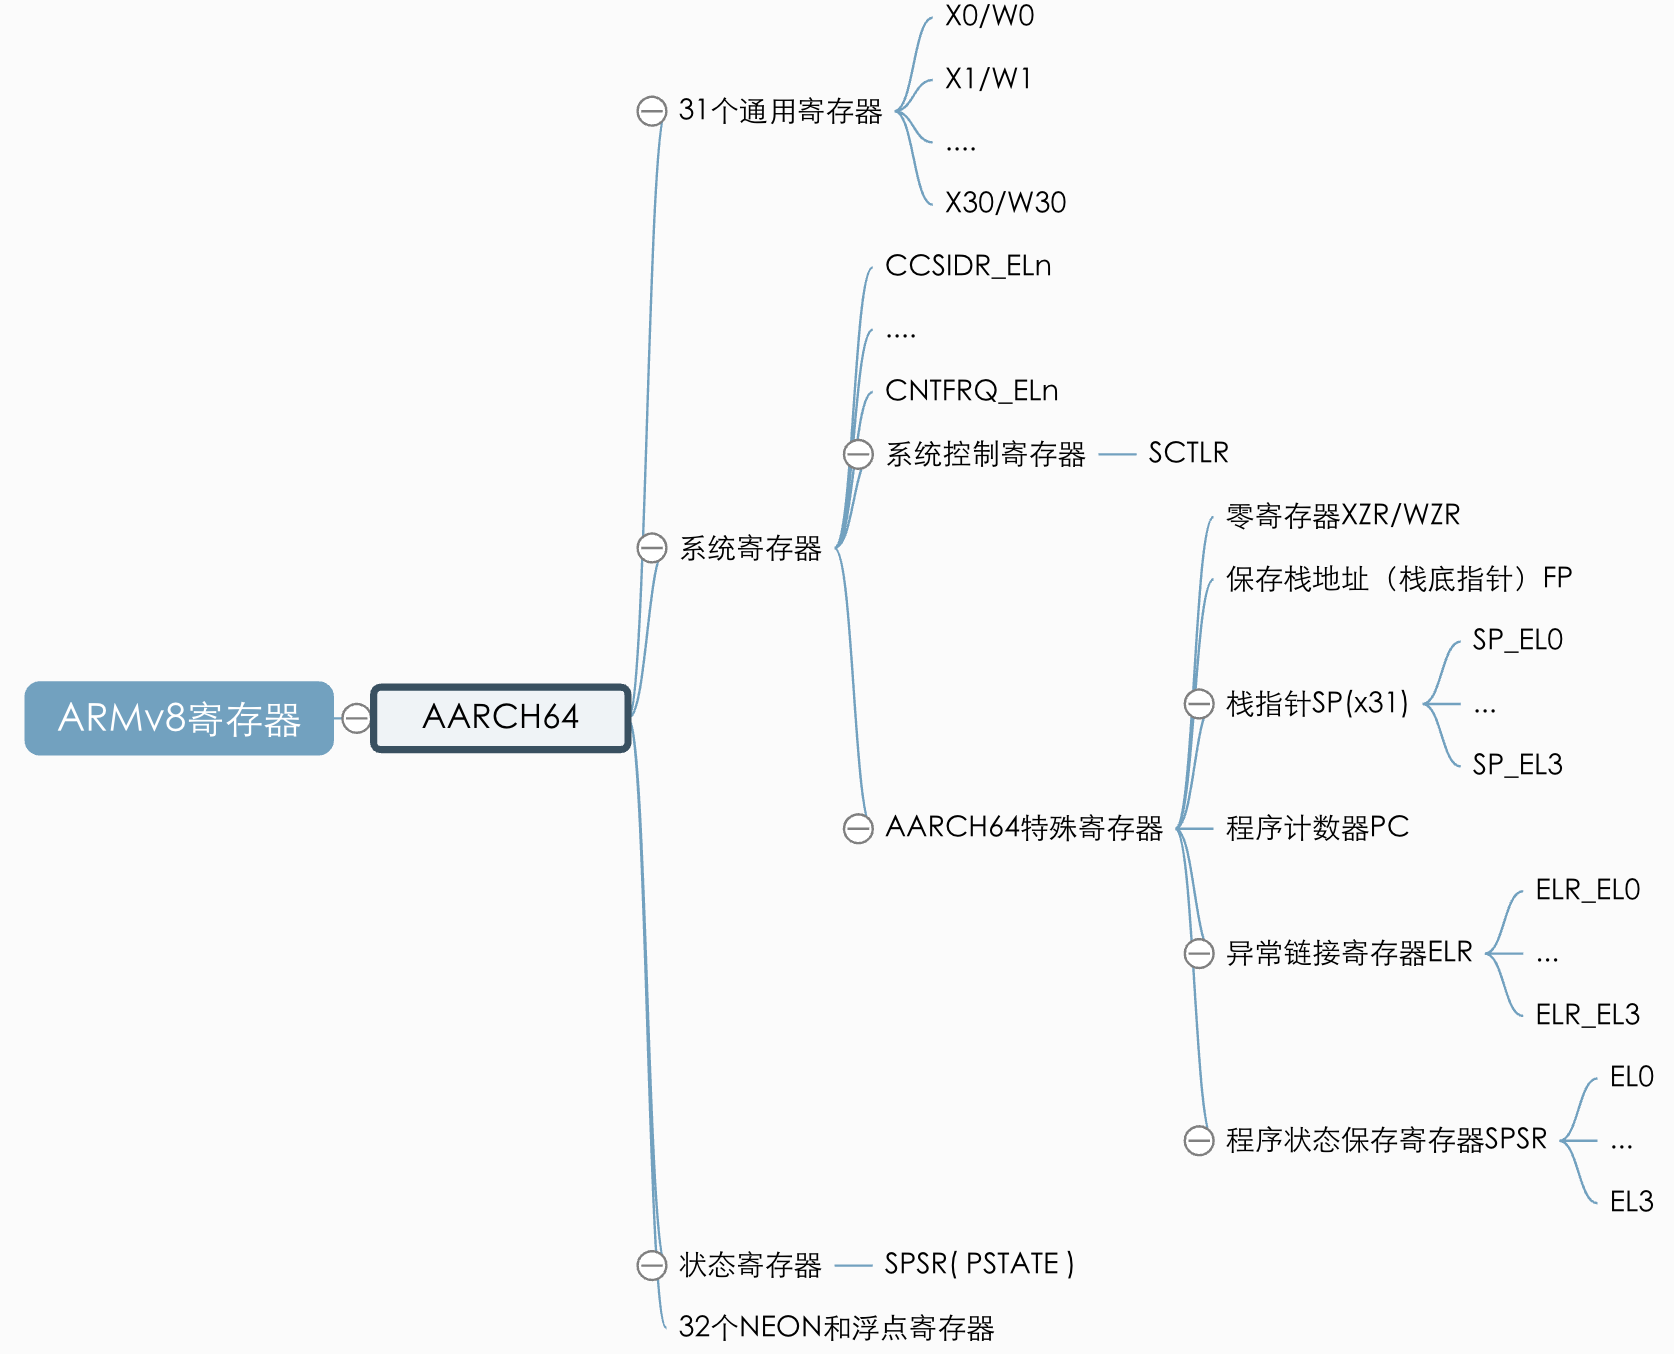 ARMv8寄存器
AARCH64
31个通用寄存器
X0/W0
X1/W1
....
X30/W30
系统寄存器
CCSIDR_ELn
....
CNTFRQ_ELn
系统控制寄存器
SCTLR
AARCH64特殊寄存器
零寄存器XZR/WZR
保存栈地址（栈底指针）FP
栈指针SP(x31)
SP_EL0
...
SP_EL3
程序计数器PC
异常链接寄存器ELR
ELR_EL0
...
ELR_EL3
程序状态保存寄存器SPSR
EL0
...
EL3
状态寄存器
SPSR( PSTATE )
32个NEON和浮点寄存器